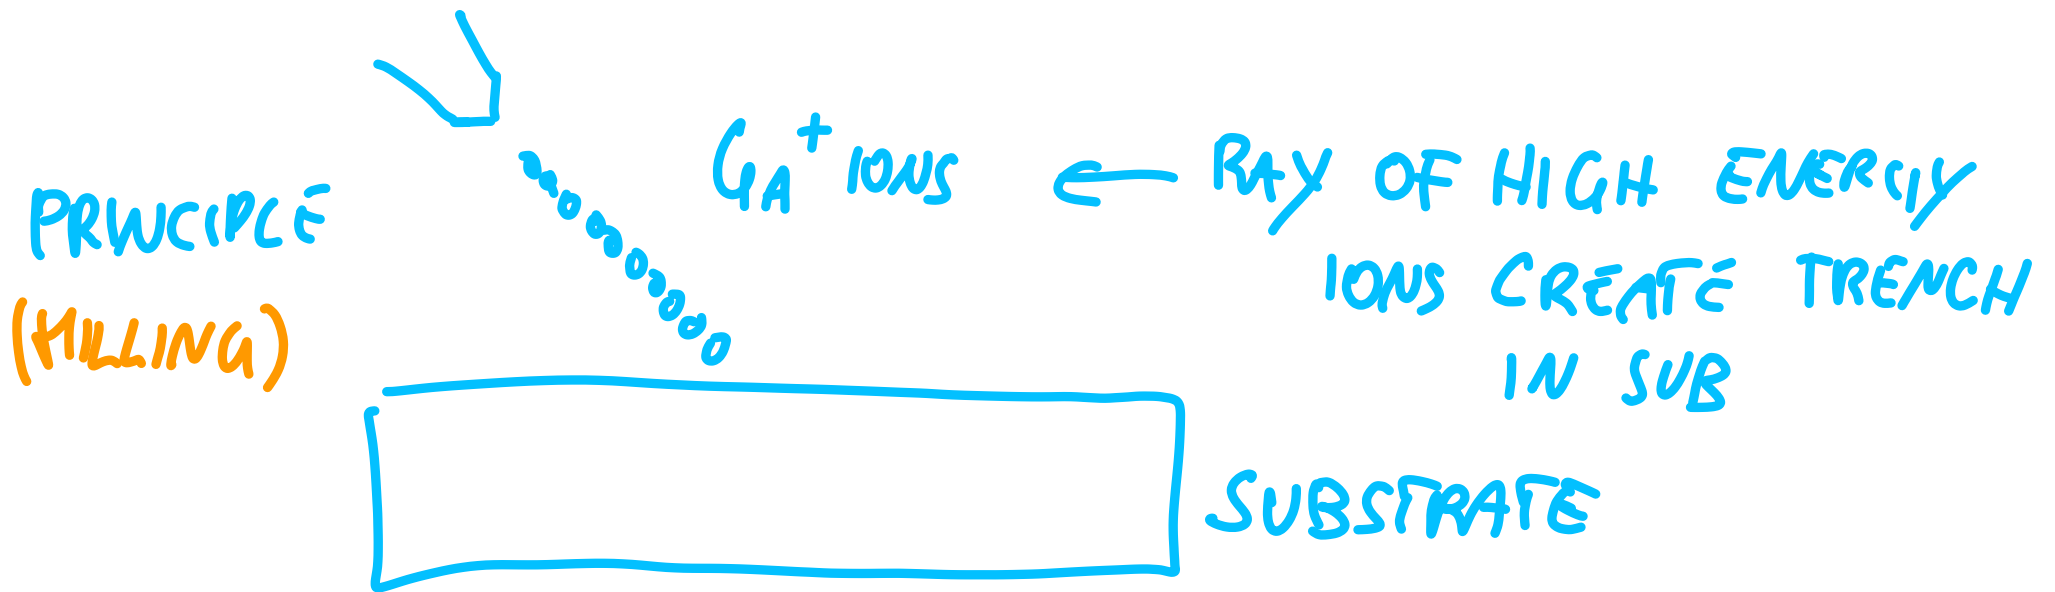 PRINCIPLE
(MILLING)
GA+ IONS
RAY OF HIGH ENERGY
IONS CREATE TRENCH
IN SUB
SUBSTRATE